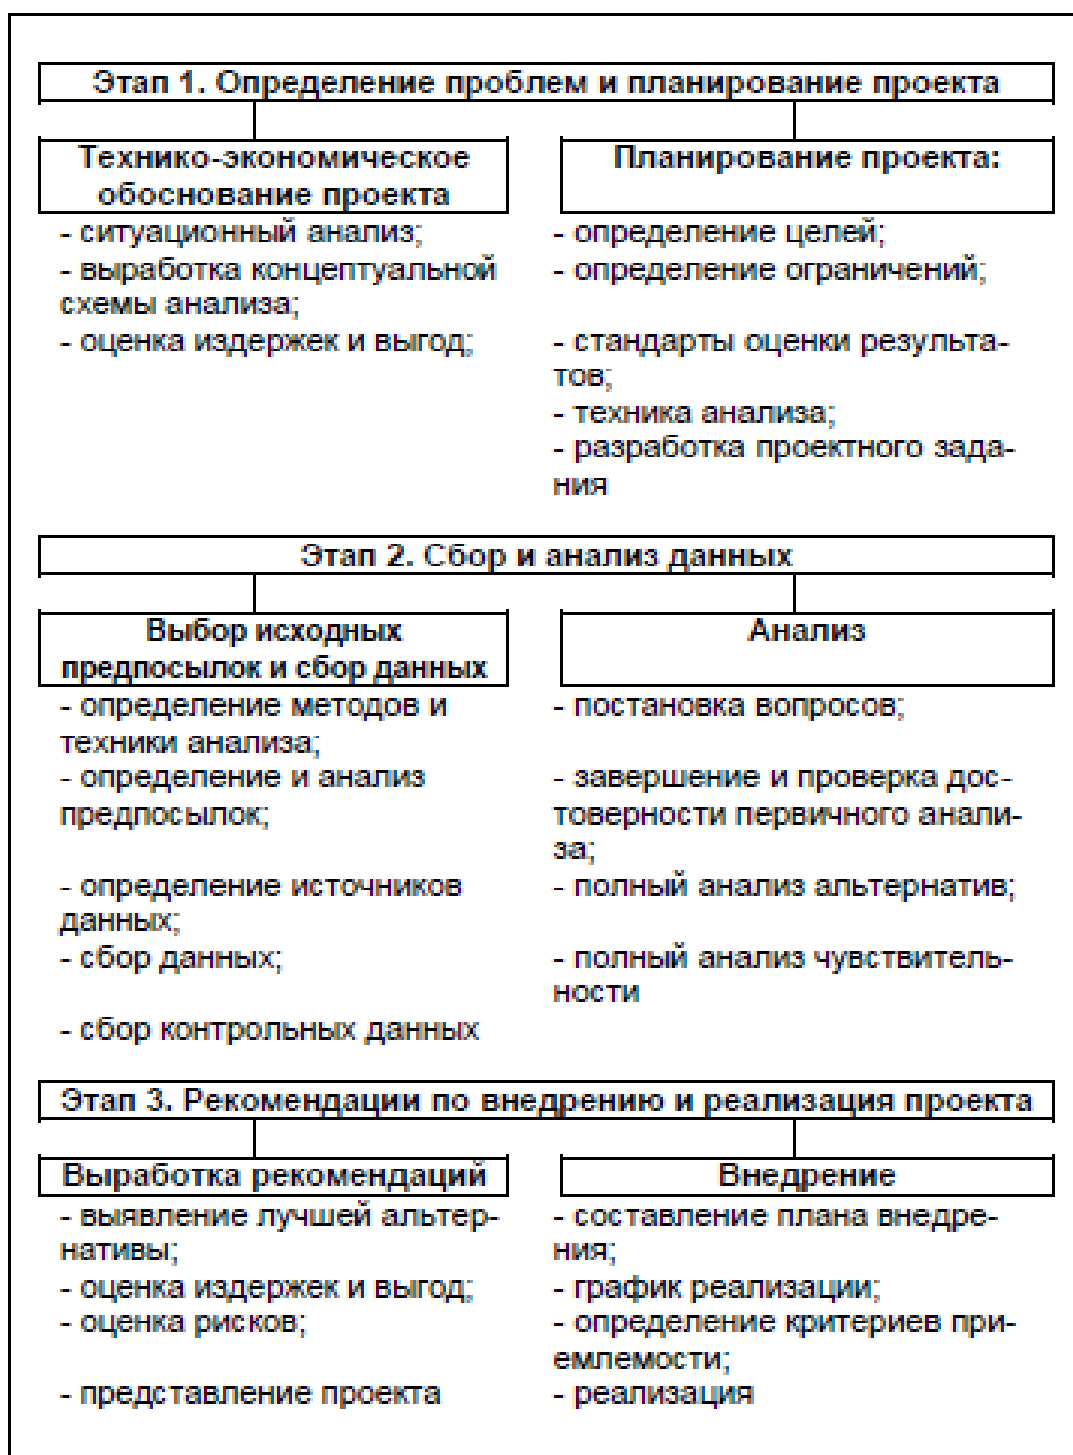 Этап 1. Определение проблем и планирование проекта
Технико-экономическое
обоснование проекта
- ситуационный анализ;
- выработка концептуальной
схемы анализа;
- оценка издержек и выгод;
Планирование проекта:
- определение целей;
- определение ограничений;
- стандарты оценки результа-
тов;
- техника анализа;
- разработка проектного зада-
ния
Этап 2. Сбор и анализ данных
Выбор исходных
предпосылок и сбор данных
- определение методов и
техники анализа;
- определение и анализ
предпосылок;
- определение источников
данных;
- сбор данных;
- сбор контрольных данных
Анализ
- постановка вопросов;
- завершение и проверка дос-
товерности первичного анали-
за;
- полный анализ альтернатив;
- полный анализ чувствитель-
ности
Этап 3. Рекомендации по внедрению и реализация проекта
Выработка рекомендаций
- выявление лучшей альтер-
нативы;
- оценка издержек и выгод;
- оценка рисков;
- представление проекта
Внедрение
- составление плана внедре-
ния;
- график реализации;
- определение критериев при-
емлемости;
- реализация